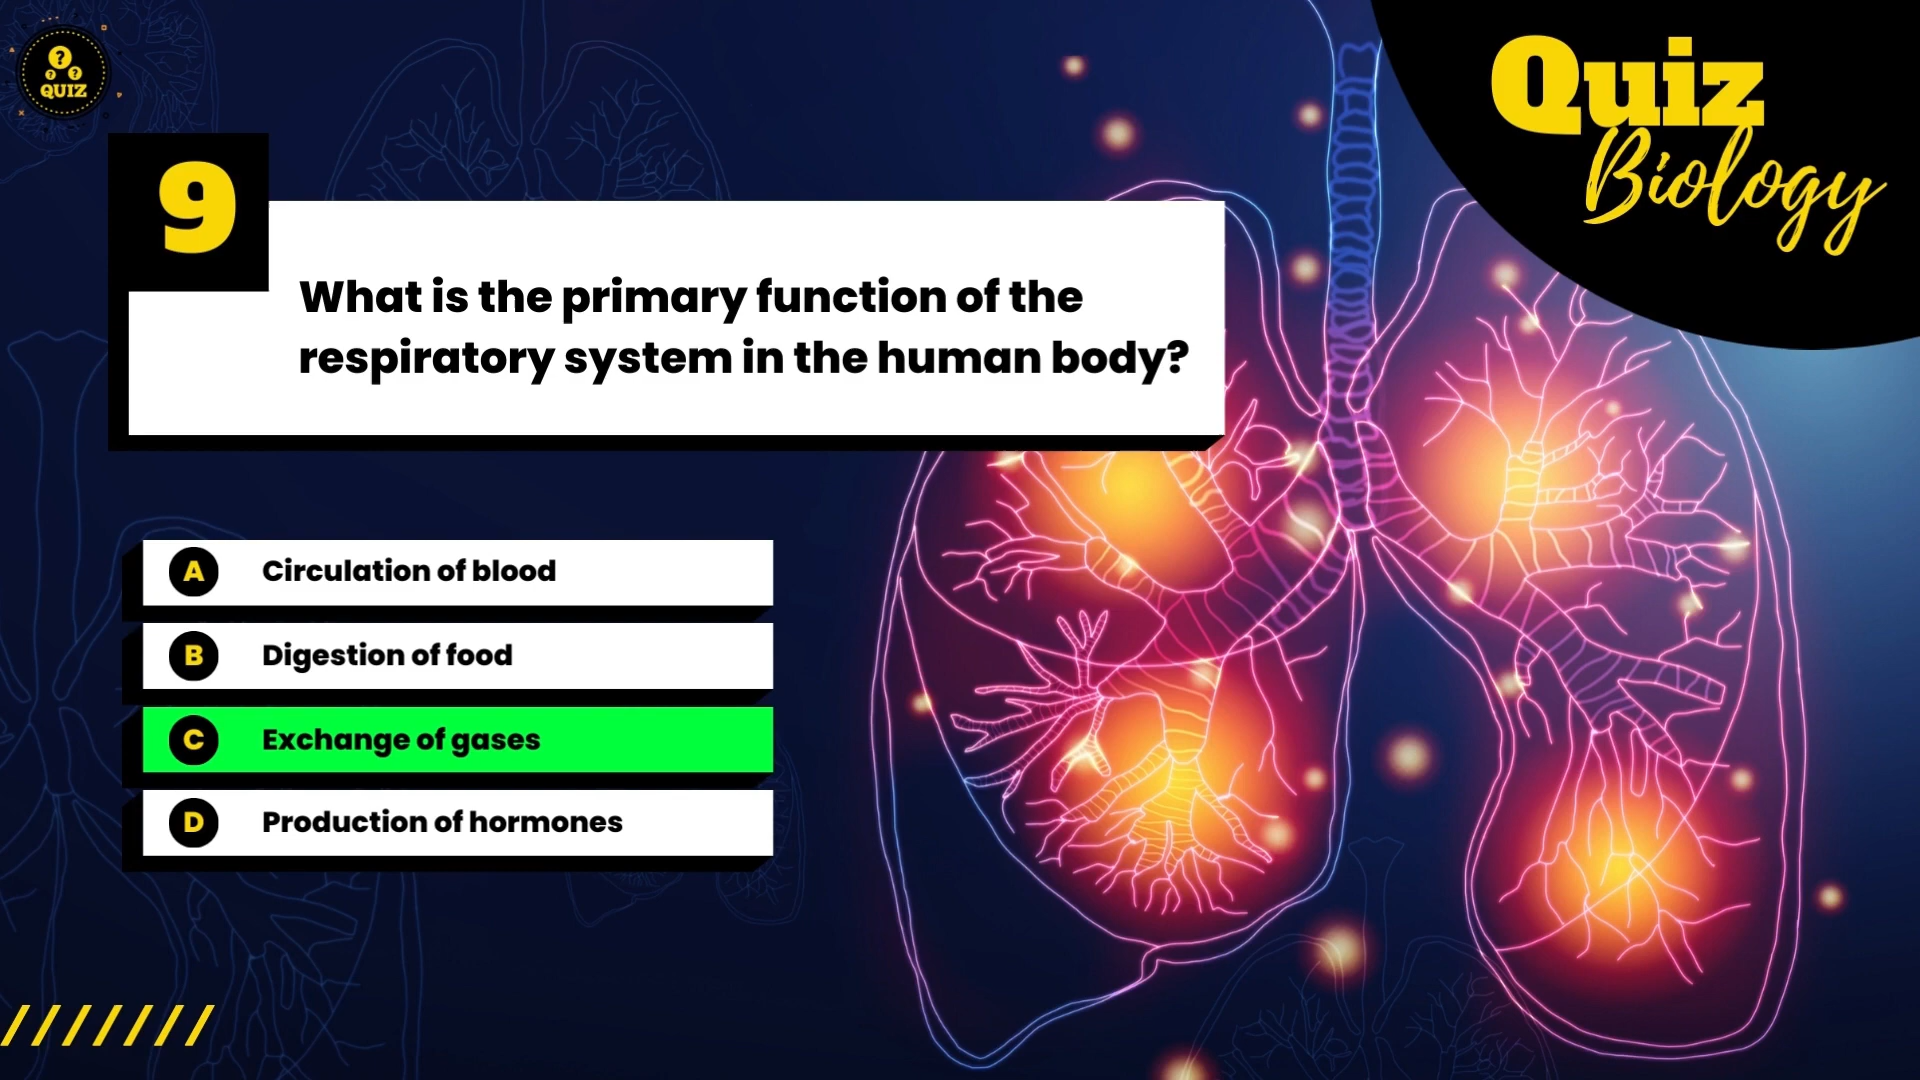 ? ? ?
QUIZ
Quiz
Biology
9
What is the primary function of the
respiratory system in the human body?
A Circulation of blood
B Digestion of food
C Exchange of gases
D Production of hormones